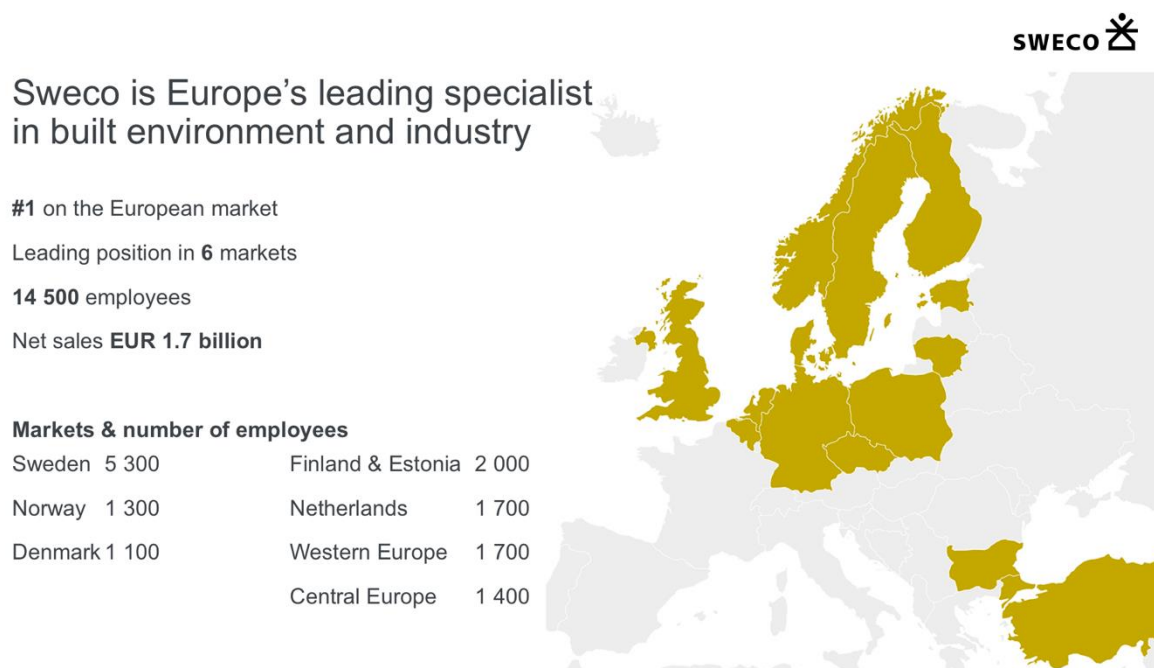 SWECO
Sweco is Europe's leading specialist
in built environment and industry
#1 on the European market
Leading position in 6 markets
14 500 employees
Net sales EUR 1.7 billion
Markets & number of employees
Sweden 5 300
Norway 1 300
Denmark 1 100
Finland & Estonia 2 000
Netherlands 1 700
Western Europe 1 700
Central Europe 1 400